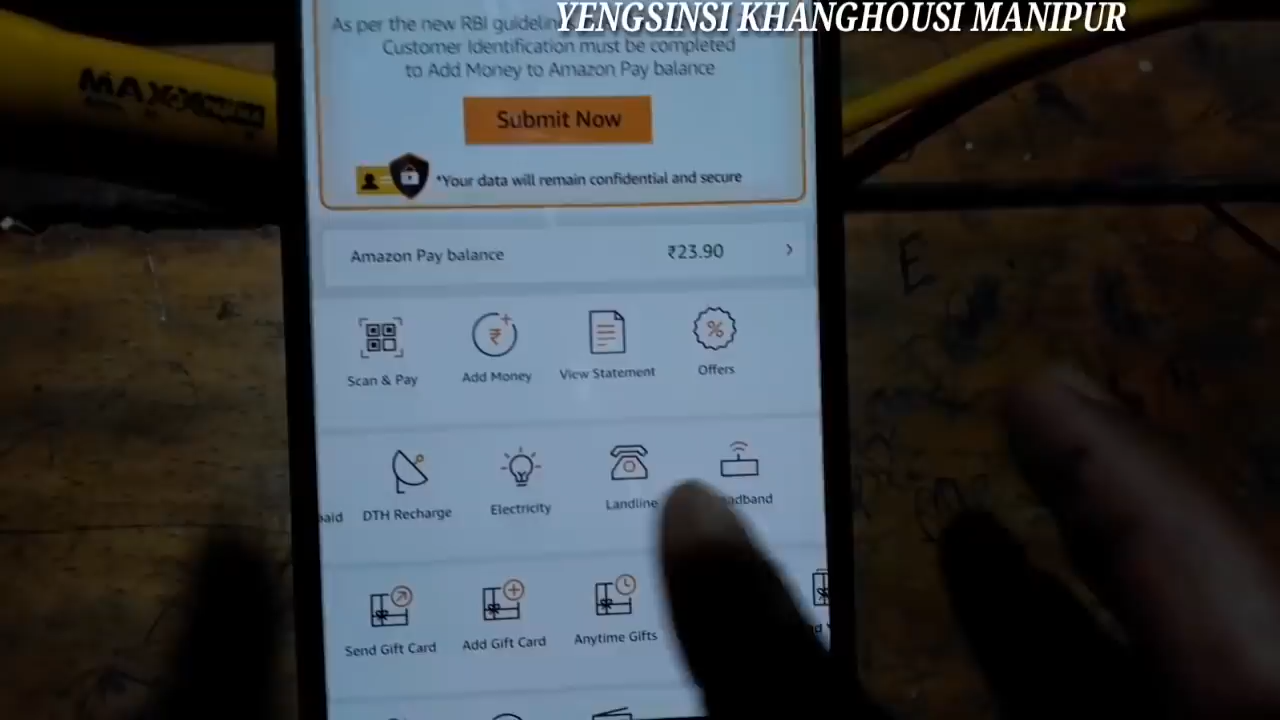 YENGSINSI KHANGHOUSI MANIPUR
As per the new RBI
Customer Identification must be completed
to Add Money to Amazon Pay balance
MAX
Submit Now
*Your data will remain confidential and secure
Amazon Pay balance ₹23.90 >
E
Scan & Pay Add Money View Statement Offers
DTH Recharge Electricity Landline
Send Gift Card Add Gift Card Anytime Gifts